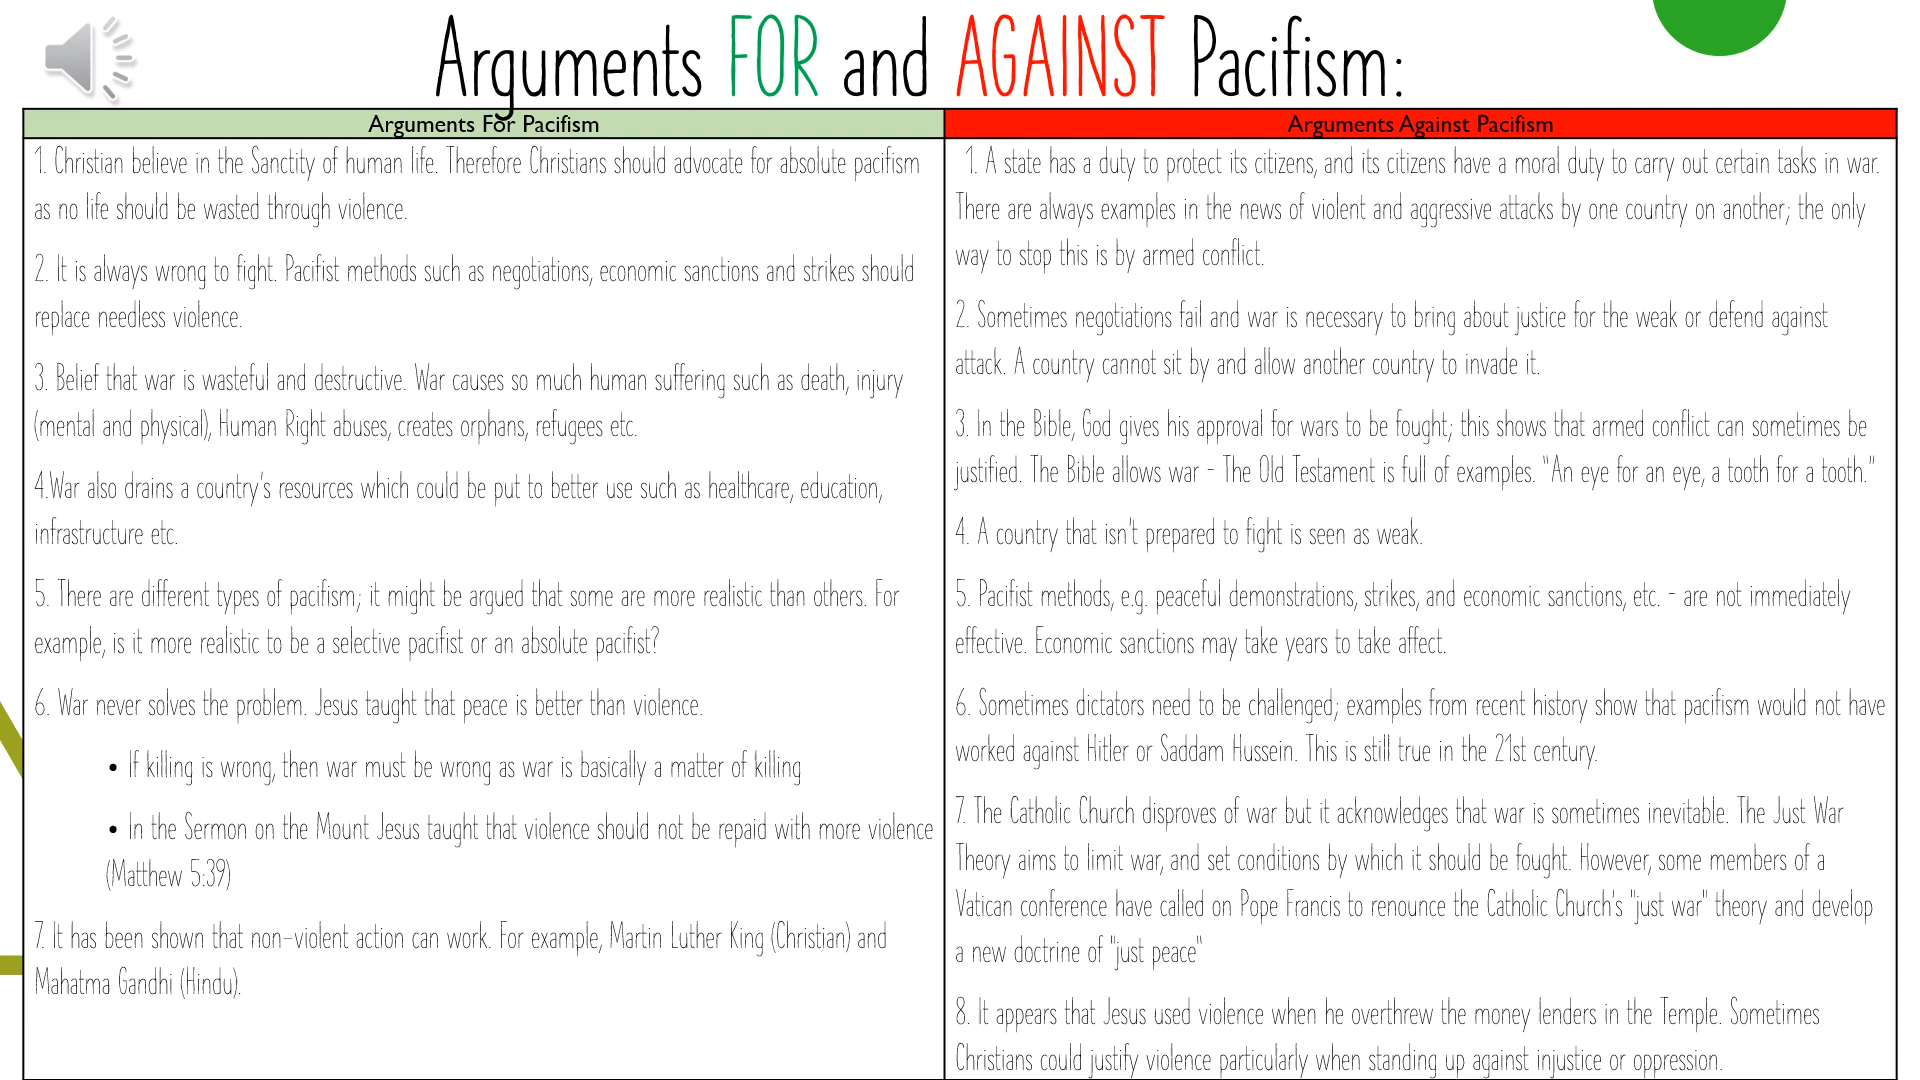 Arguments FOR and AGAINST Pacifism:
Arguments For Pacifism
1. Christian believe in the Sanctity of human life. Therefore Christians should advocate for absolute pacifism
as no life should be wasted through violence.
2. It is always wrong to fight. Pacifist methods such as negotiations, economic sanctions and strikes should
replace needless violence.
3. Belief that war is wasteful and destructive. War causes so much human suffering such as death, injury
(mental and physical), Human Right abuses, creates orphans, refugees etc.
4.War also drains a country's resources which could be put to better use such as healthcare, education,
infrastructure etc.
5. There are different types of pacifism; it might be argued that some are more realistic than others. For
example, is it more realistic to be a selective pacifist or an absolute pacifist?
6. War never solves the problem. Jesus taught that peace is better than violence.
• If killing is wrong, then war must be wrong as war is basically a matter of killing
• In the Sermon on the Mount Jesus taught that violence should not be repaid with more violence
(Matthew 5:39)
7. It has been shown that non-violent action can work. For example, Martin Luther King (Christian) and
Mahatma Gandhi (Hindu).
Arguments Against Pacifism
1. A state has a duty to protect its citizens, and its citizens have a moral duty to carry out certain tasks in war.
There are always examples in the news of violent and aggressive attacks by one country on another; the only
way to stop this is by armed conflict.
2. Sometimes negotiations fail and war is necessary to bring about justice for the weak or defend against
attack. A country cannot sit by and allow another country to invade it.
3. In the Bible, God gives his approval for wars to be fought; this shows that armed conflict can sometimes be
justified. The Bible allows war - The Old Testament is full of examples. "An eye for an eye, a tooth for a tooth."
4. A country that isn't prepared to fight is seen as weak.
5. Pacifist methods, e.g. peaceful demonstrations, strikes, and economic sanctions, etc. - are not immediately
effective. Economic sanctions may take years to take affect.
6. Sometimes dictators need to be challenged; examples from recent history show that pacifism would not have
worked against Hitler or Saddam Hussein. This is still true in the 21st century.
7. The Catholic Church disproves of war but it acknowledges that war is sometimes inevitable. The Just War
Theory aims to limit war, and set conditions by which it should be fought. However, some members of a
Vatican conference have called on Pope Francis to renounce the Catholic Church's "just war" theory and develop
a new doctrine of "just peace"
8. It appears that Jesus used violence when he overthrew the money lenders in the Temple. Sometimes
Christians could justify violence particularly when standing up against injustice or oppression.